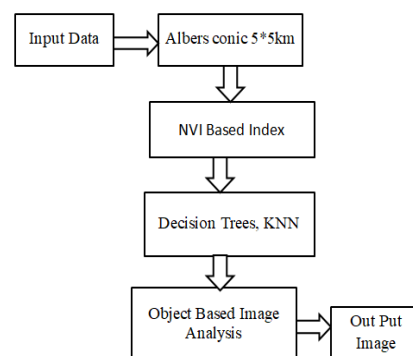 Input Data
Albers conic 5*5km
NVI Based Index
Decision Trees, KNN
Object Based Image
Analysis
Out Put
Image